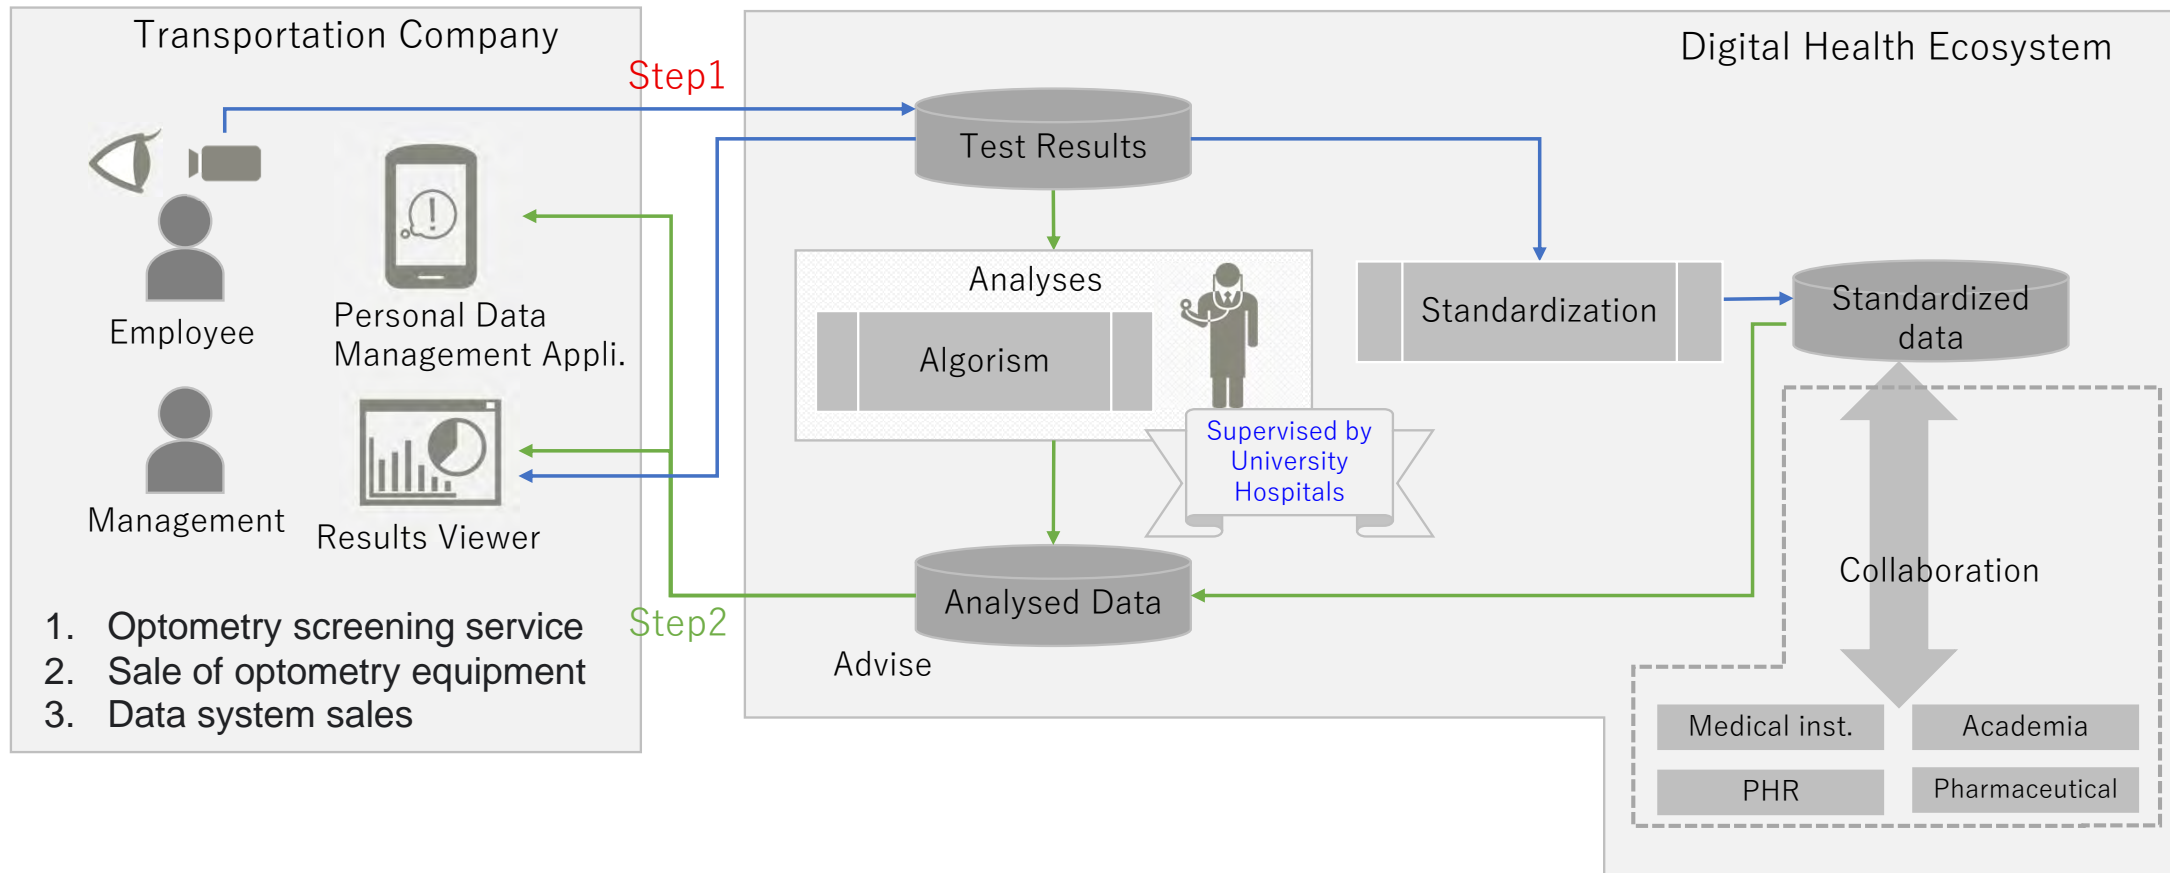 Transportation Company
Digital Health Ecosystem
Step1
Test Results
Employee
Personal Data
Management Appli.
Analyses
Algorism
Supervised by
University
Hospitals
Standardization
Standardized
data
Management
Results Viewer
Collaboration
Analysed Data
Step2
Advise
1. Optometry screening service
2. Sale of optometry equipment
3. Data system sales
Medical inst.
Academia
PHR
Pharmaceutical